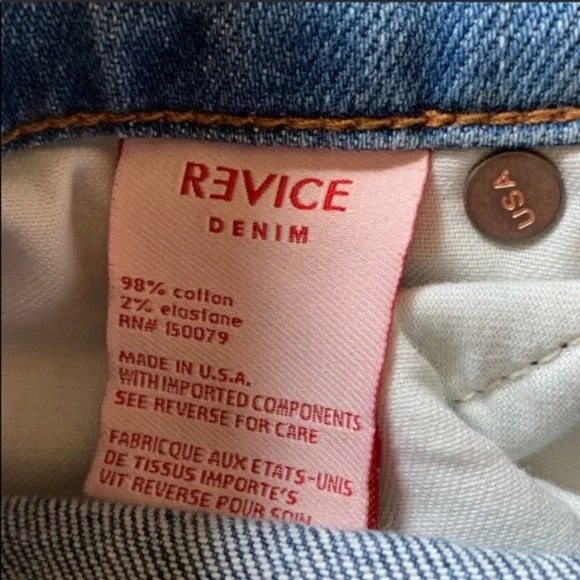 RƎVICE
DENIM
98% cotton
2% elastane
RN# 150079
MADE IN U.S.A.
WITH IMPORTED COMPONENTS
SEE REVERSE FOR CARE
FABRICQUE AUX ETATS-UNIS
DE TISSUS IMPORTE'S
VIT REVERSE POUR SOIN
USA